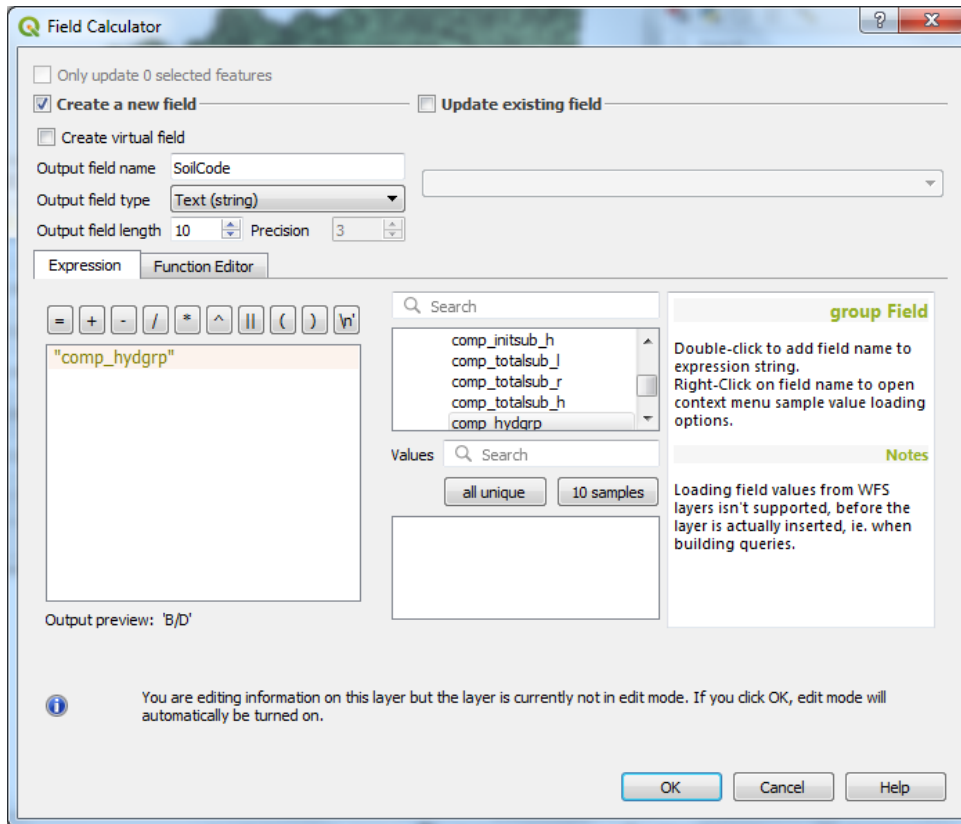 Field Calculator
Only update 0 selected features
Create a new field
Update existing field
Create virtual field
Output field name SoilCode
Output field type Text (string)
Output field length 10 Precision 3
Expression Function Editor
= + - / * ^ || ( ) \n'
"comp_hydgrp"
Output preview: 'B/D'
Search
comp_initsub_h
comp_totalsub_l
comp_totalsub_r
comp_totalsub_h
comp_hydgrp
Values Search
all unique 10 samples
group Field
Double-click to add field name to
expression string.
Right-Click on field name to open
context menu sample value loading
options.
Notes
Loading field values from WFS
layers isn't supported, before the
layer is actually inserted, ie. when
building queries.
You are editing information on this layer but the layer is currently not in edit mode. If you click OK, edit mode will
automatically be turned on.
OK Cancel Help